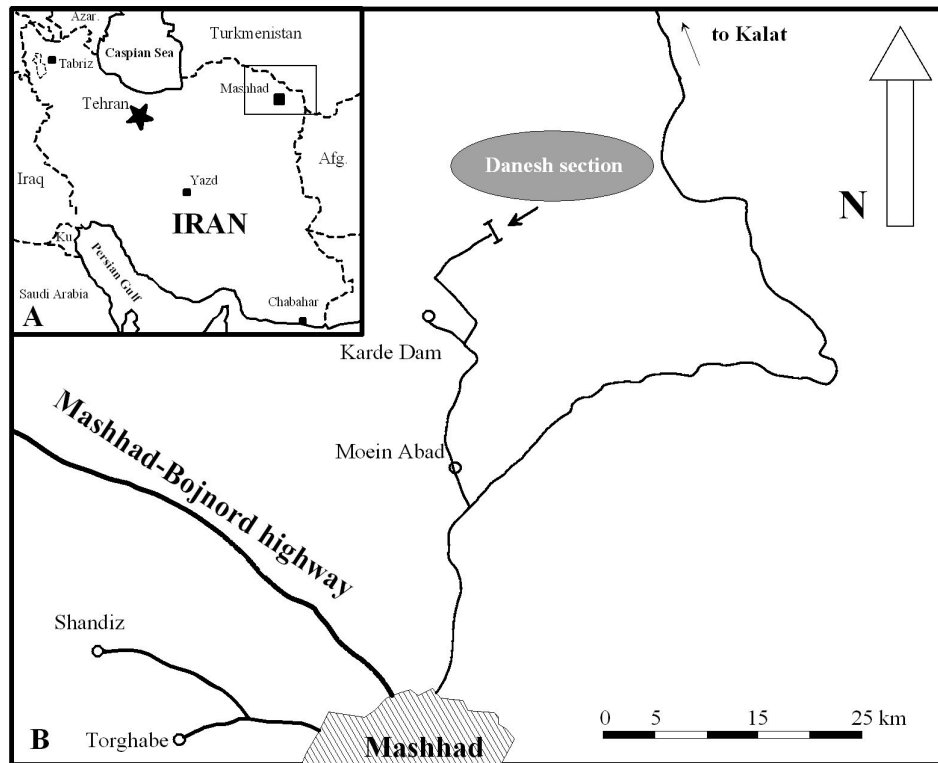 Azar.
Turkmenistan
Caspian Sea
Tabriz
Mashhad
Tehran
Afg.
Iraq
Yazd
IRAN
Ku.
Persian Gulf
Saudi Arabia
Chabahar
A
to Kalat
Danesh section
N
Karde Dam
Moein Abad
Mashhad-Bojnord highway
Shandiz
Torghabe
B
Mashhad
0 5 15 25 km